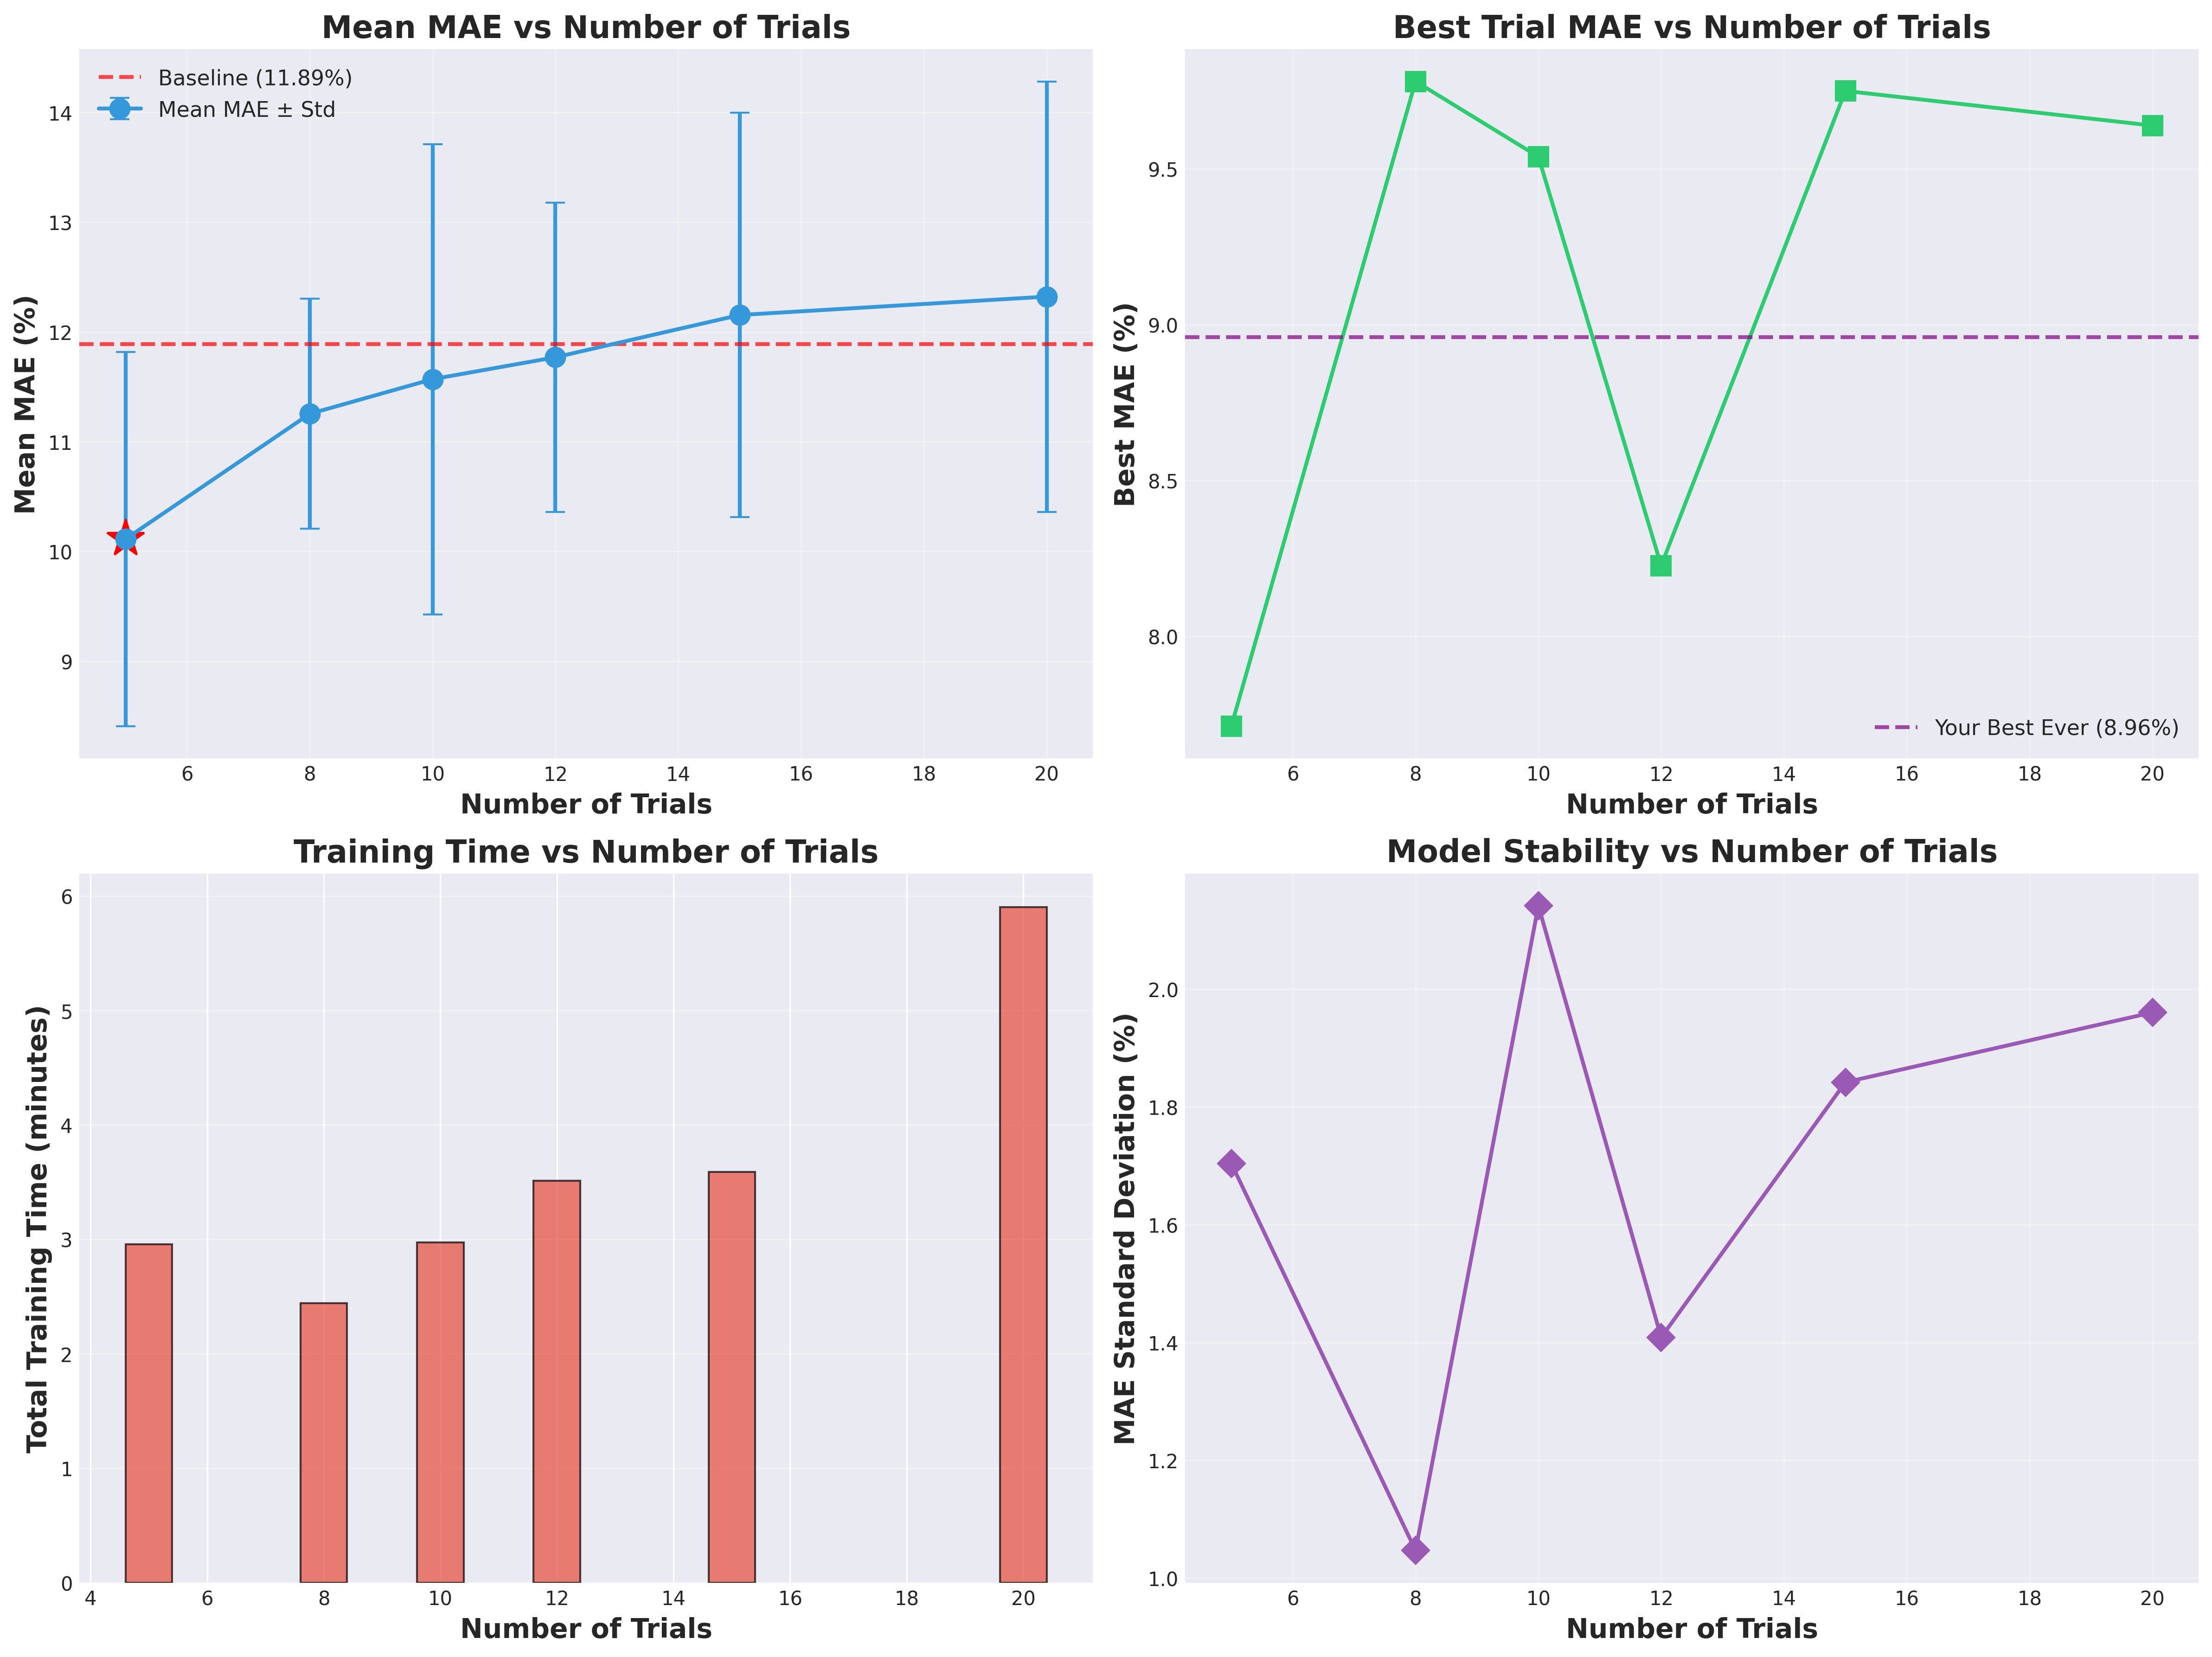 Mean MAE vs Number of Trials
Baseline (11.89%)
Mean MAE ± Std
Mean MAE (%)
14
13
12
11
10
9
6 8 10 12 14 16 18 20
Number of Trials
Best Trial MAE vs Number of Trials
Best MAE (%)
9.5
9.0
8.5
8.0
Your Best Ever (8.96%)
6 8 10 12 14 16 18 20
Number of Trials
Training Time vs Number of Trials
Total Training Time (minutes)
6
5
4
3
2
1
0
4 6 8 10 12 14 16 18 20
Number of Trials
Model Stability vs Number of Trials
MAE Standard Deviation (%)
2.0
1.8
1.6
1.4
1.2
1.0
6 8 10 12 14 16 18 20
Number of Trials